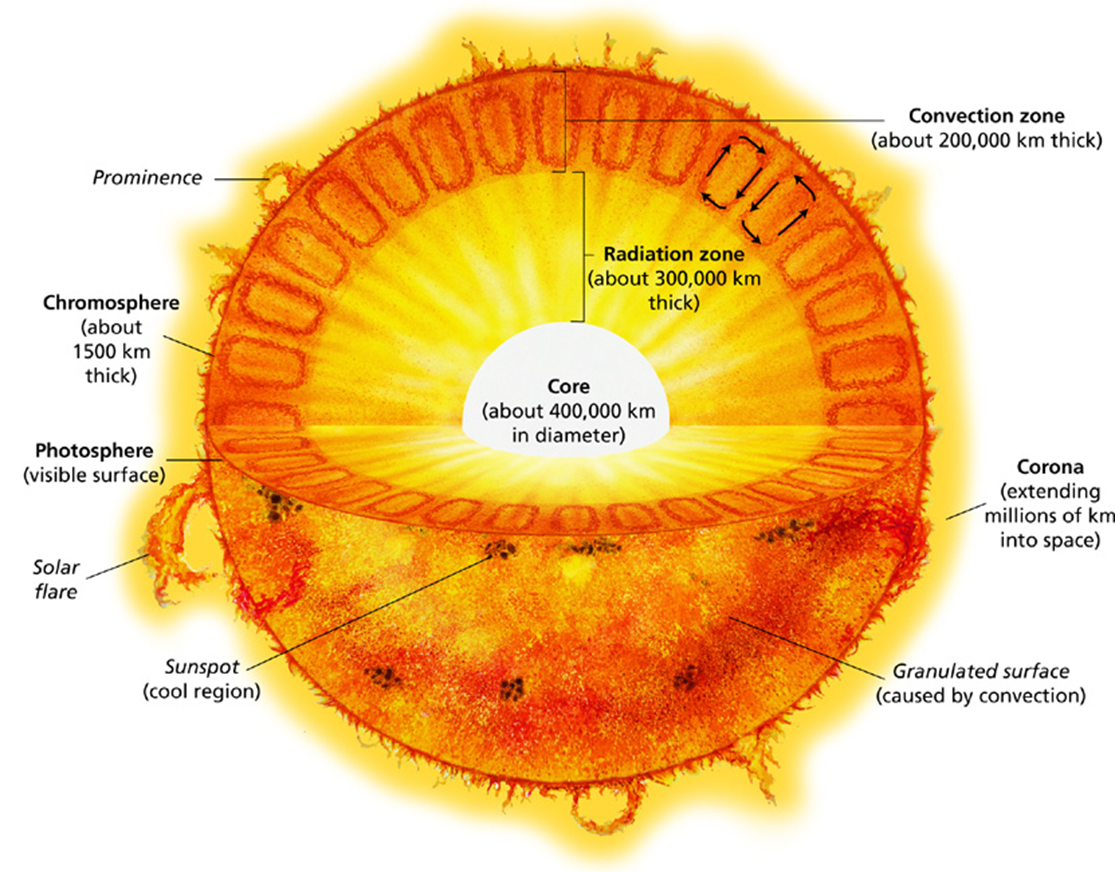 Convection zone
(about 200,000 km thick)
Prominence
Radiation zone
(about 300,000 km
thick)
Chromosphere
(about
1500 km
thick)
Core
(about 400,000 km
in diameter)
Photosphere
(visible surface)
Corona
(extending
millions of km
into space)
Solar
flare
Sunspot
(cool region)
Granulated surface
(caused by convection)